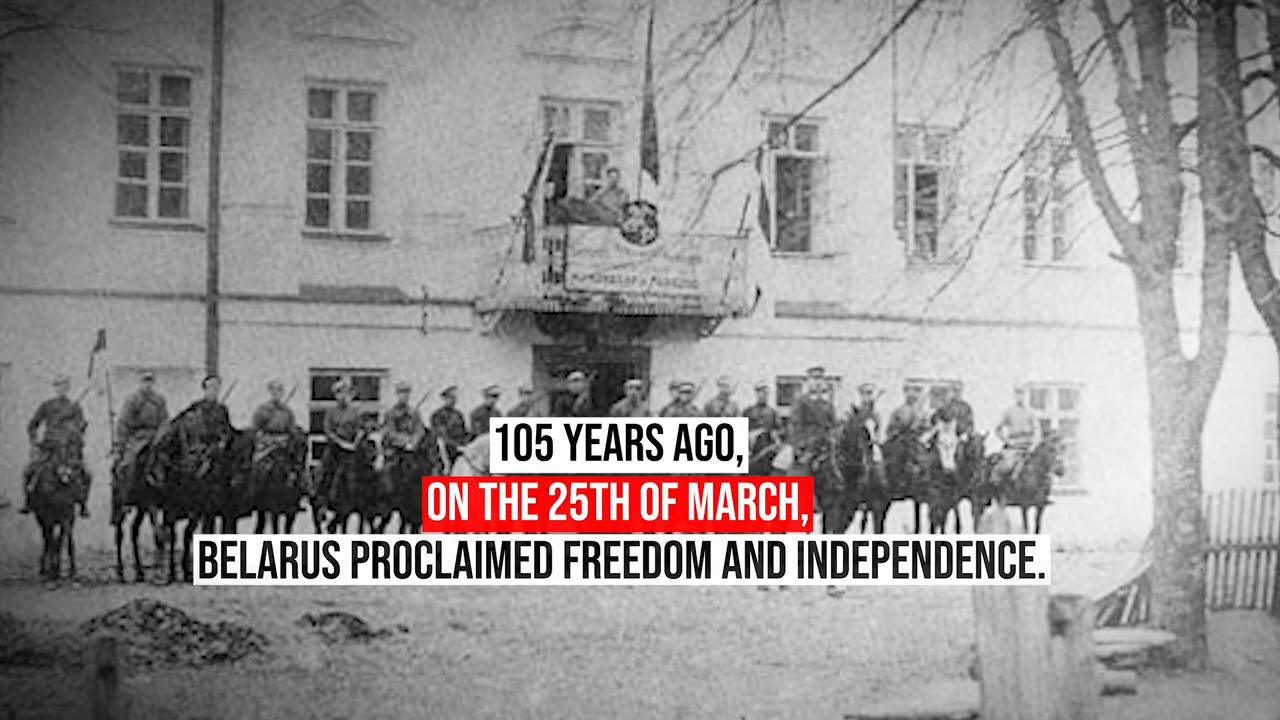 105 YEARS AGO,
ON THE 25TH OF MARCH,
BELARUS PROCLAIMED FREEDOM AND INDEPENDENCE.